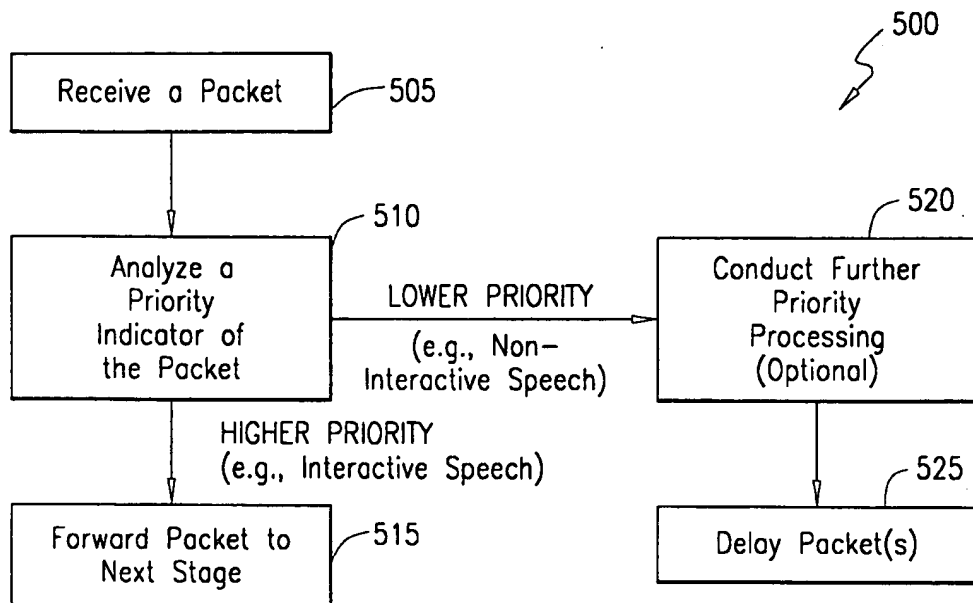 500
Receive a Packet
505
510
Analyze a
Priority
Indicator of
the Packet
LOWER PRIORITY
(e.g., Non-
Interactive Speech)
520
Conduct Further
Priority
Processing
(Optional)
HIGHER PRIORITY
(e.g., Interactive Speech)
Forward Packet to
Next Stage
515
525
Delay Packet(s)